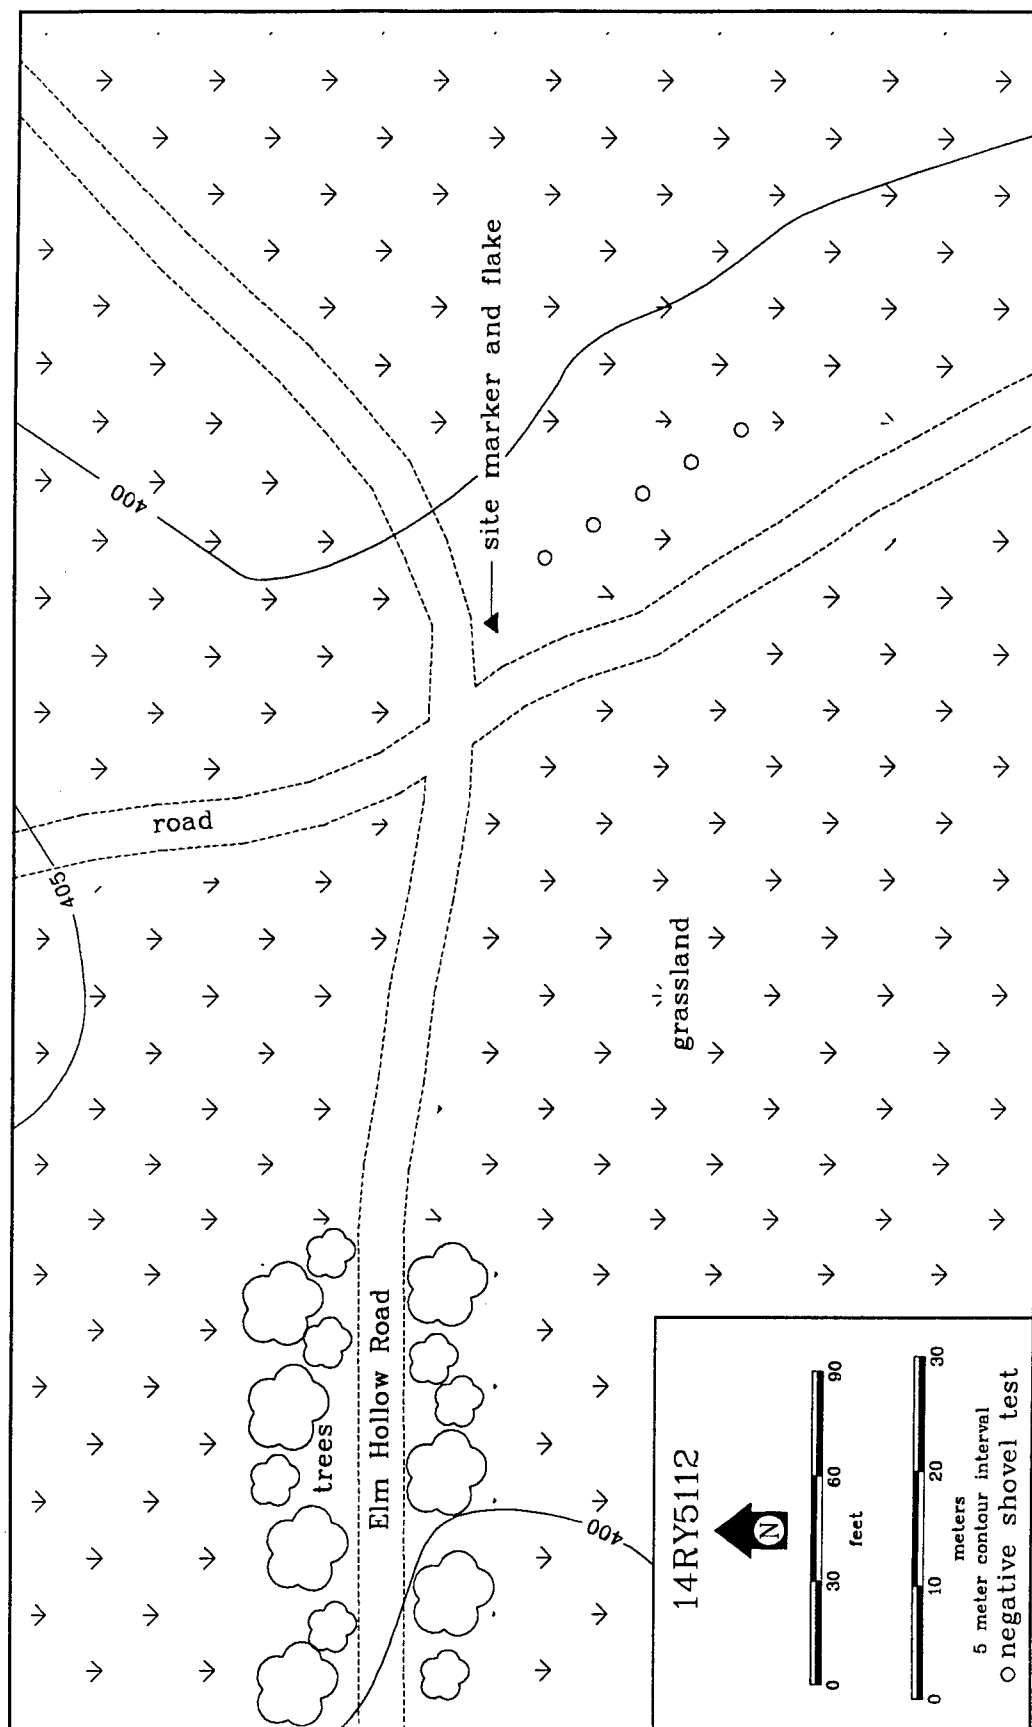 400
site marker and flake
road
405
grassland
trees
Elm Hollow Road
400
14RY5112
N
0 30 60 90
feet
0 10 20 30
meters
5 meter contour interval
negative shovel test